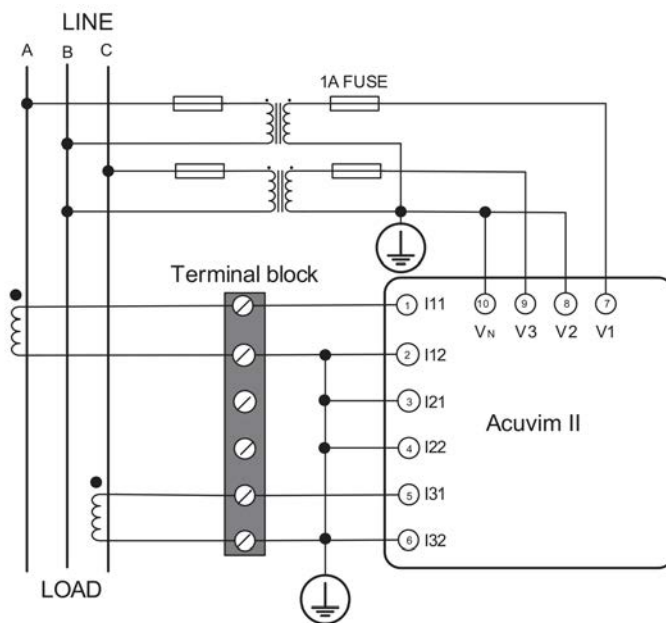 LINE
A B C
1A FUSE
Terminal block
10 9 8 7
VN V3 V2 V1
1 I11
2 I12
3 I21
4 I22
5 I31
6 I32
Acuvim II
LOAD